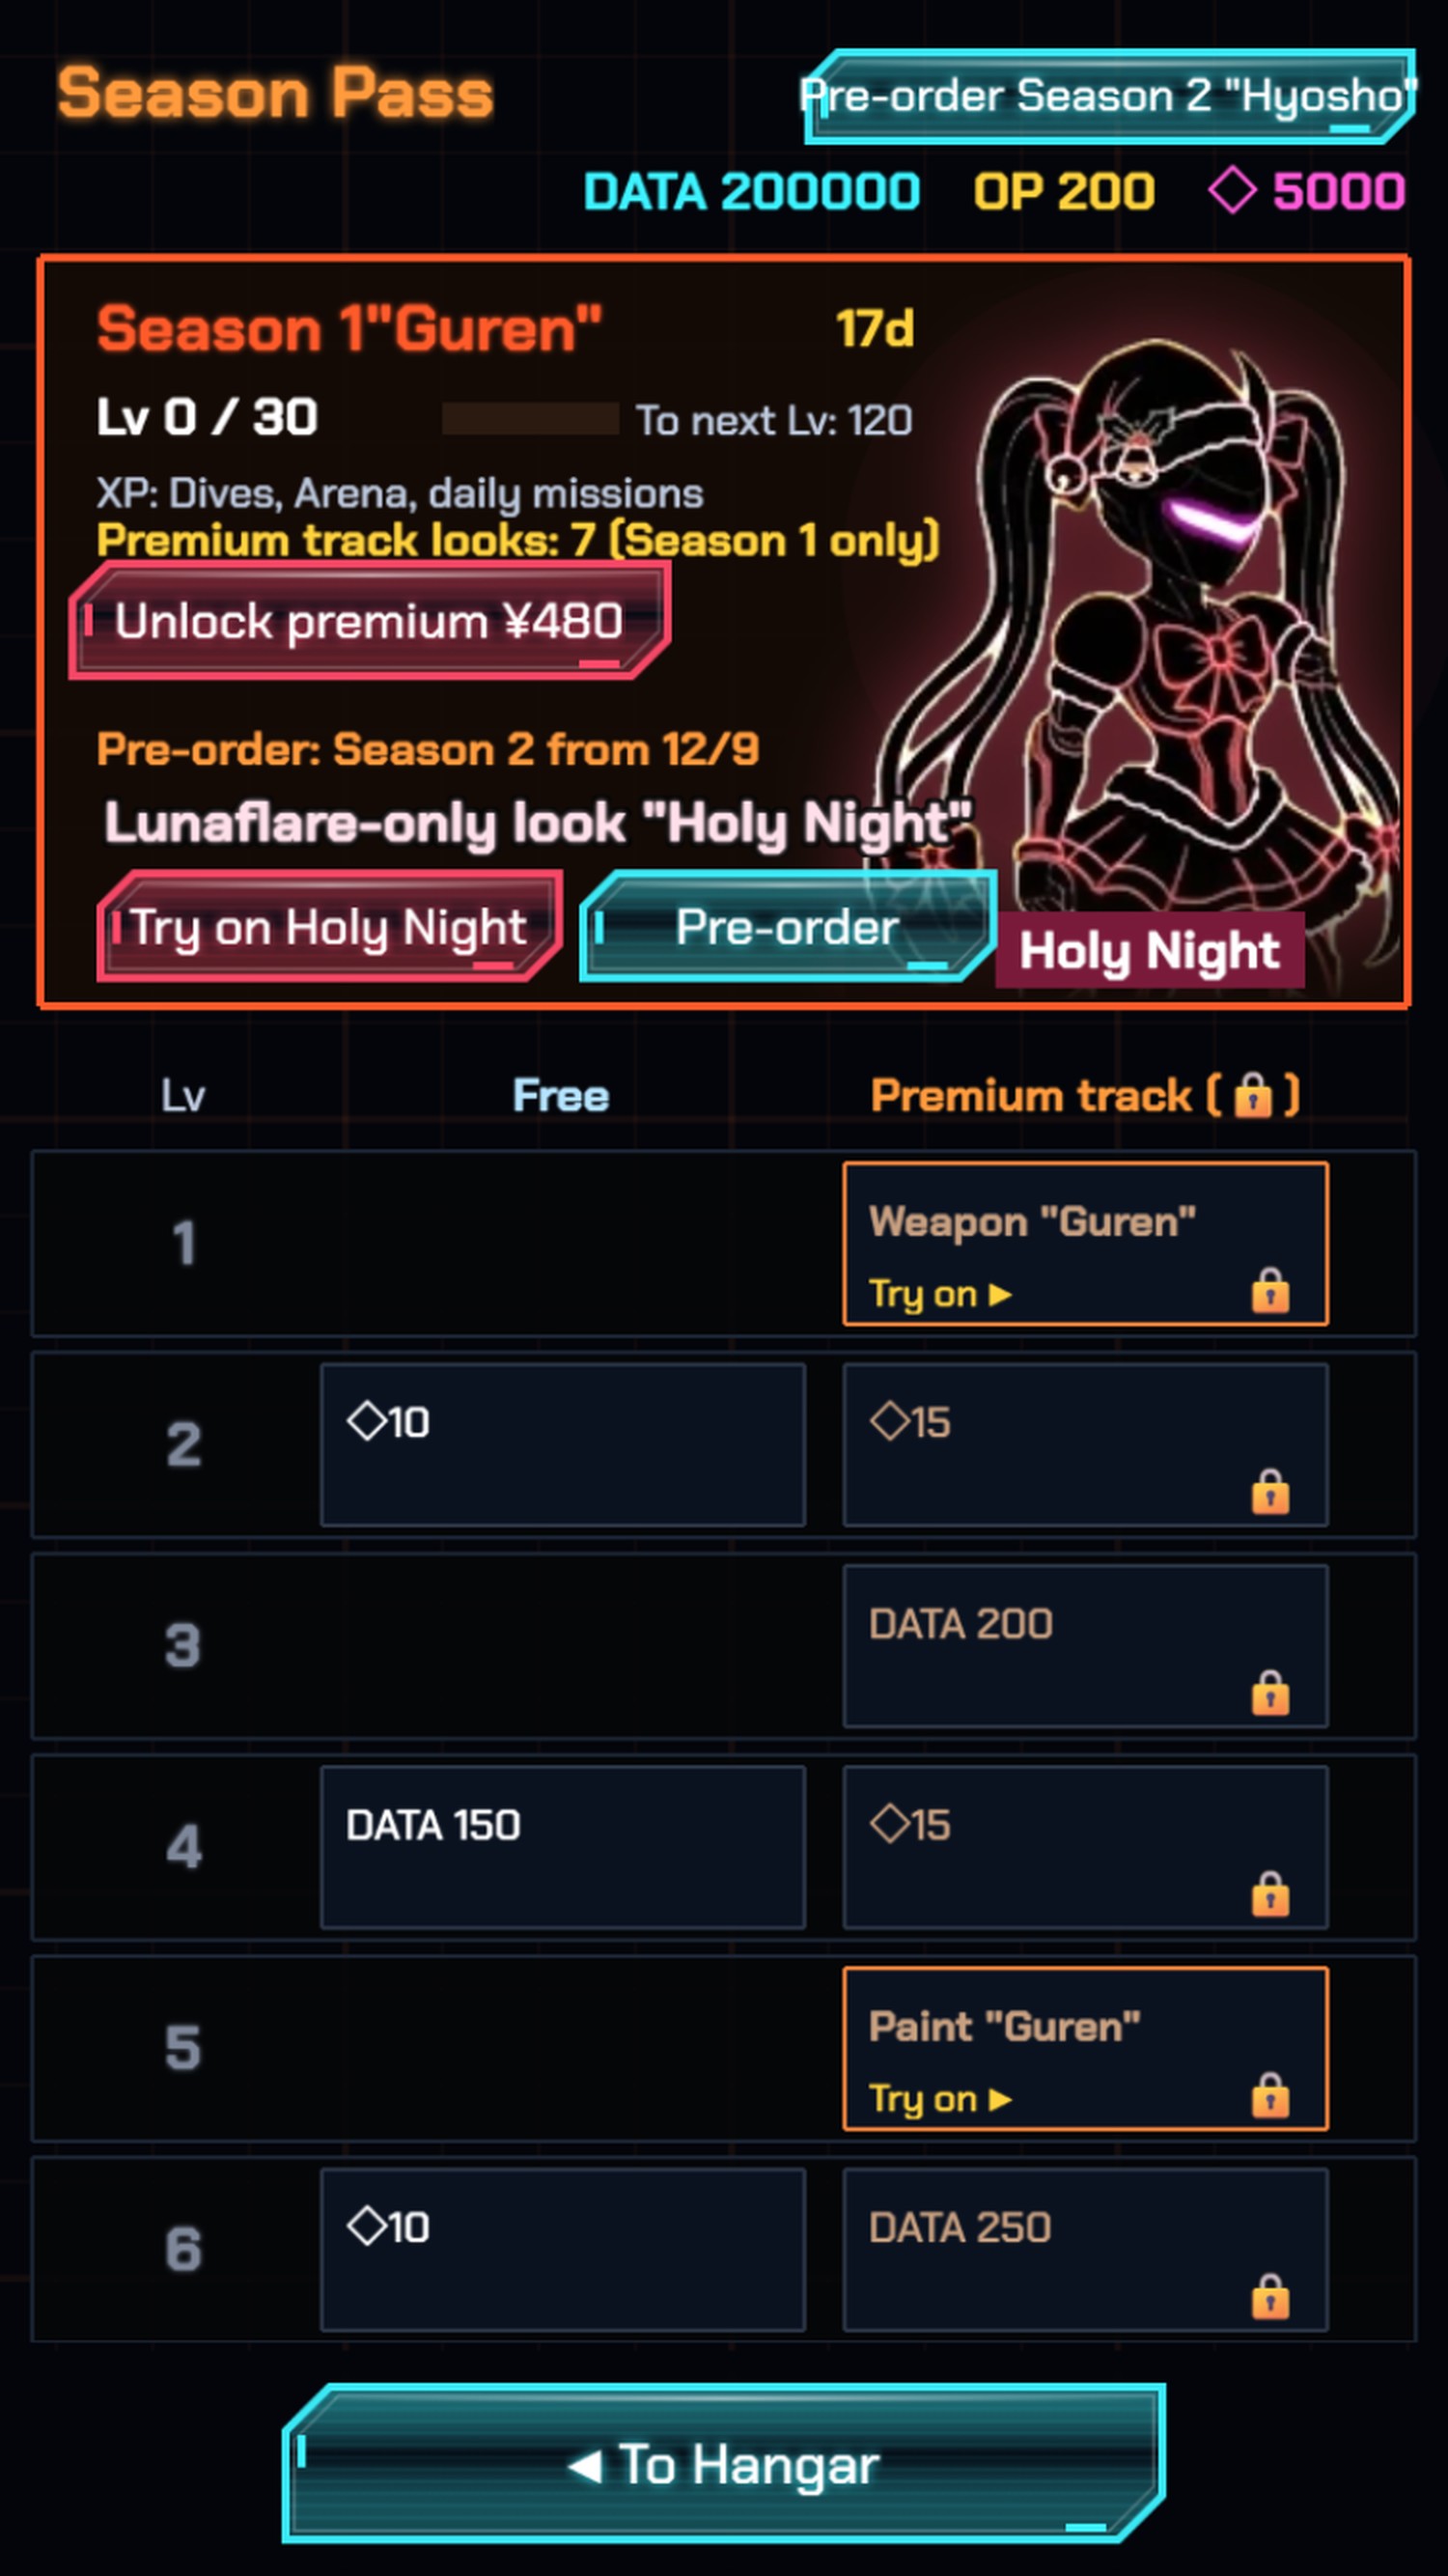 Season Pass
Pre-order Season 2 "Hyosho"
DATA 200000 OP 200 ◇ 5000
Season 1"Guren" 17d
Lv 0 / 30 To next Lv: 120
XP: Dives, Arena, daily missions
Premium track looks: 7 (Season 1 only)
Unlock premium ¥480
Pre-order: Season 2 from 12/9
Lunaflare-only look "Holy Night"
Try on Holy Night Pre-order Holy Night
Lv Free Premium track (🔒)
1 Weapon "Guren"
Try on ▶
2 ◇10 ◇15
3 DATA 200
4 DATA 150 ◇15
5 Paint "Guren"
Try on ▶
6 ◇10 DATA 250
◀ To Hangar